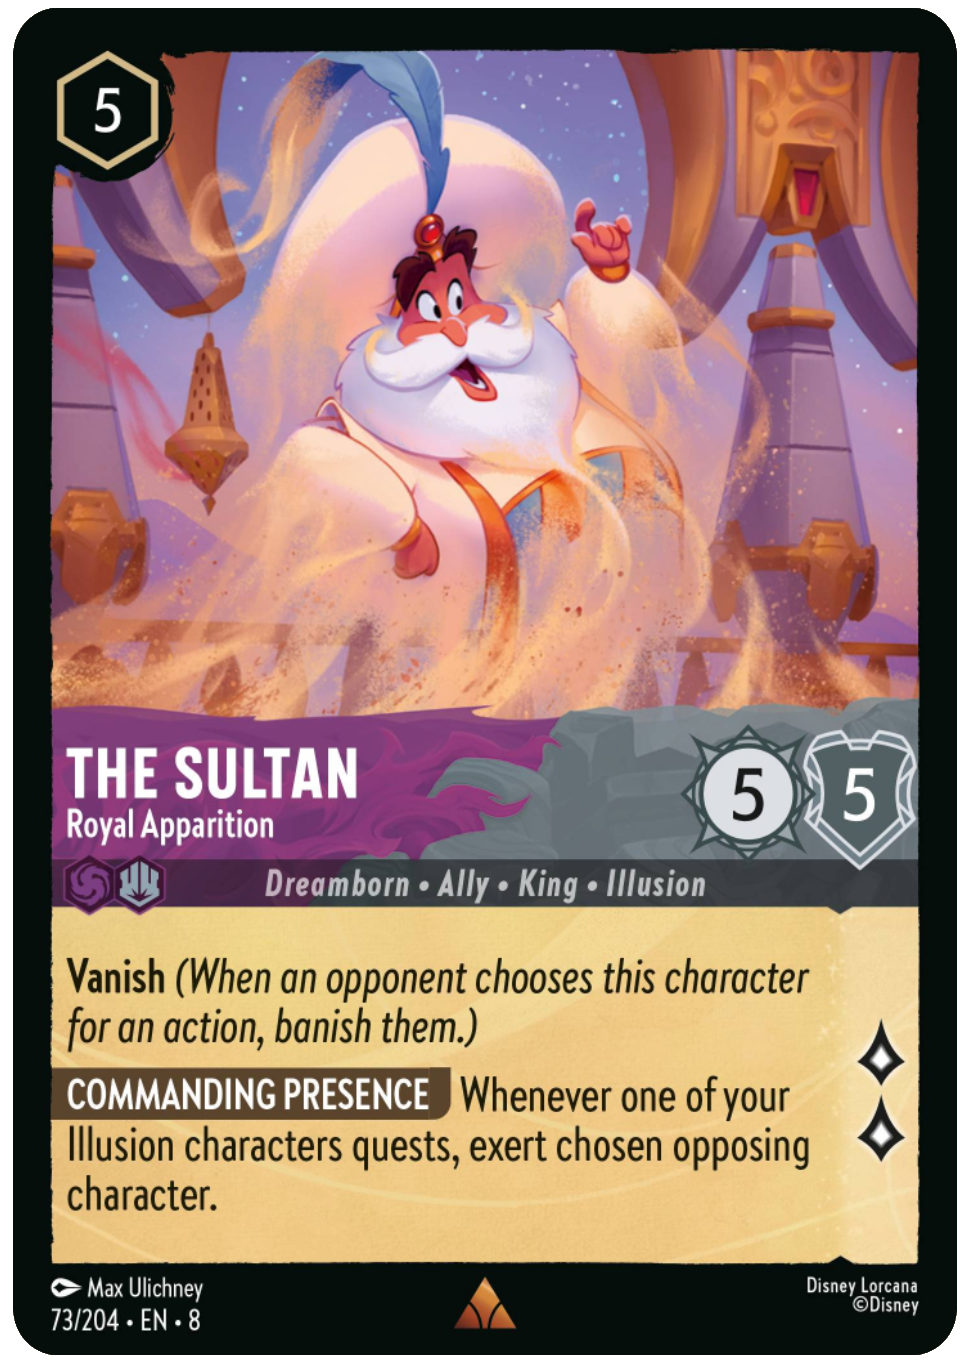 5
THE SULTAN
Royal Apparition
5
5
Dreamborn • Ally • King • Illusion
Vanish (When an opponent chooses this character
for an action, banish them.)
COMMANDING PRESENCE Whenever one of your
Illusion characters quests, exert chosen opposing
character.
Max Ulichney
73/204 • EN • 8
Disney Lorcana
©Disney